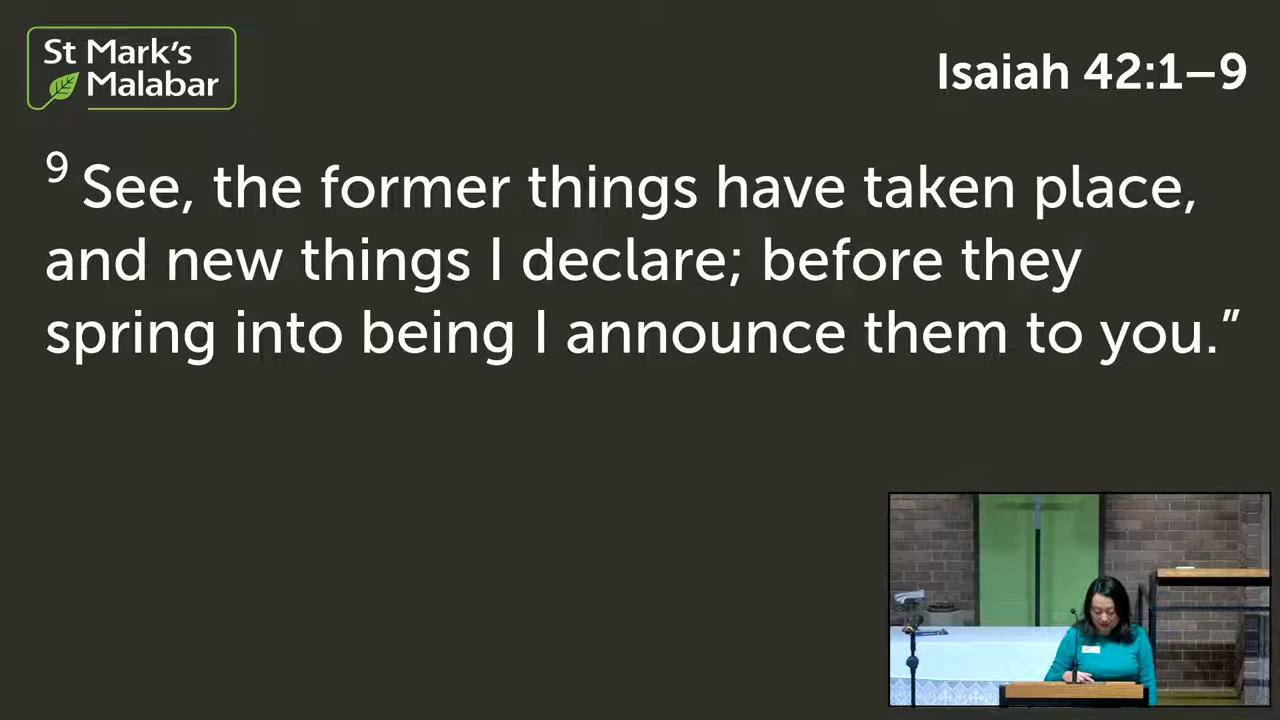 St Mark's
Malabar
Isaiah 42:1–9
9 See, the former things have taken place,
and new things I declare; before they
spring into being I announce them to you.”